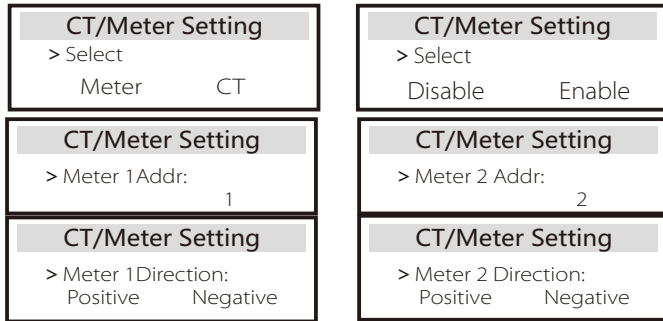 CT/Meter Setting
> Select
Meter CT
CT/Meter Setting
> Select
Disable Enable
CT/Meter Setting
> Meter 1Addr:
1
CT/Meter Setting
> Meter 2 Addr:
2
CT/Meter Setting
> Meter 1Direction:
Positive Negative
CT/Meter Setting
> Meter 2 Direction:
Positive Negative